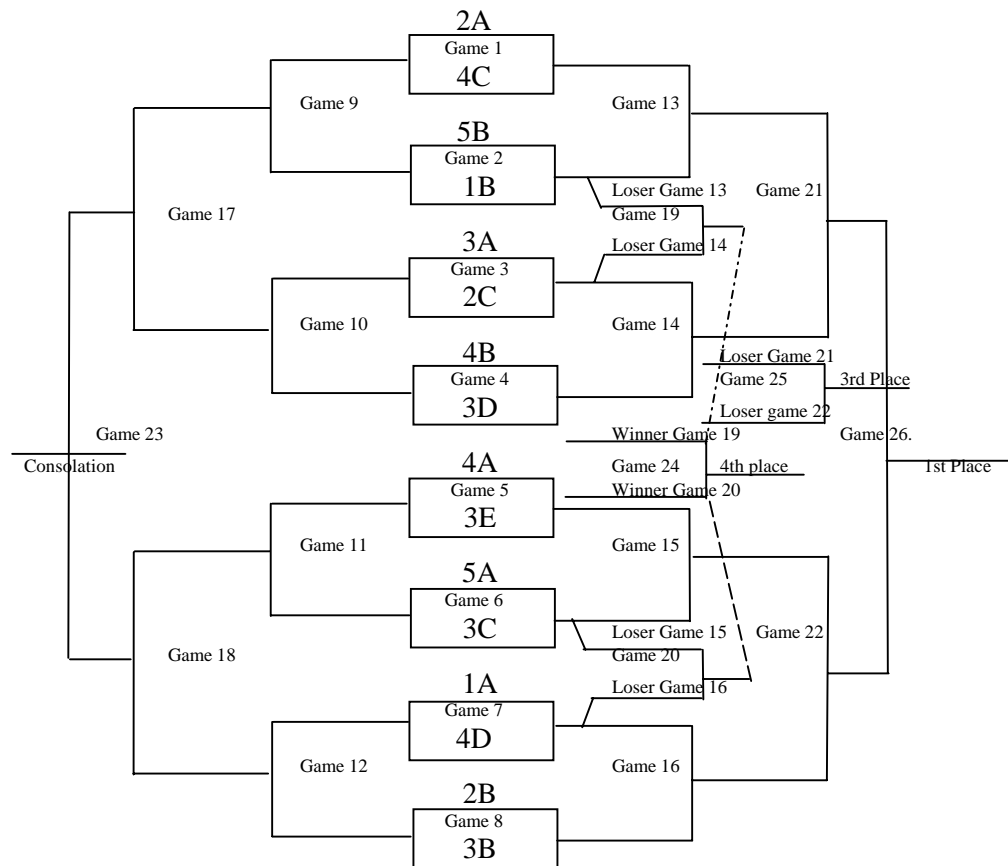 2A
Game 1
4C
Game 9
Game 13
5B
Game 2
1B
Loser Game 13
Game 21
Game 17
Game 19
3A
Loser Game 14
Game 3
2C
Game 10
Game 14
4B
Loser Game 21
Game 4
Game 25
3rd Place
3D
Loser game 22
Game 23
Winner Game 19
Game 26.
Consolation
4A
Game 24
4th place
1st Place
Game 5
Winner Game 20
3E
Game 11
Game 15
5A
Game 6
3C
Loser Game 15
Game 22
Game 18
Game 20
1A
Loser Game 16
Game 7
4D
Game 12
Game 16
2B
Game 8
3B